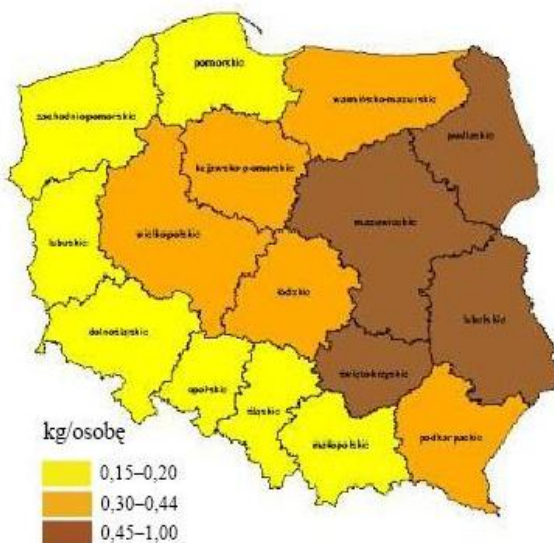 pomorskie
warmińsko-mazurskie
zachodniopomorskie
podlaskie
kujawsko-pomorskie
mazowieckie
wielkopolskie
lubuskie
łódzkie
lubelskie
dolnośląskie
świętokrzyskie
opolskie
śląskie
małopolskie
podkarpackie
kg/osobę
0,15–0,20
0,30–0,44
0,45–1,00